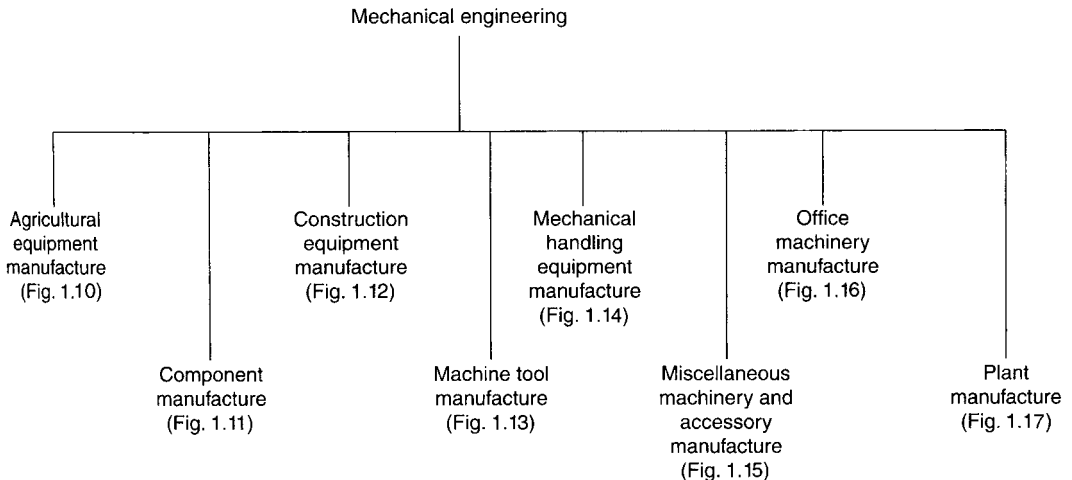 Mechanical engineering
Agricultural
equipment
manufacture
(Fig. 1.10)
Component
manufacture
(Fig. 1.11)
Construction
equipment
manufacture
(Fig. 1.12)
Machine tool
manufacture
(Fig. 1.13)
Mechanical
handling
equipment
manufacture
(Fig. 1.14)
Miscellaneous
machinery and
accessory
manufacture
(Fig. 1.15)
Office
machinery
manufacture
(Fig. 1.16)
Plant
manufacture
(Fig. 1.17)